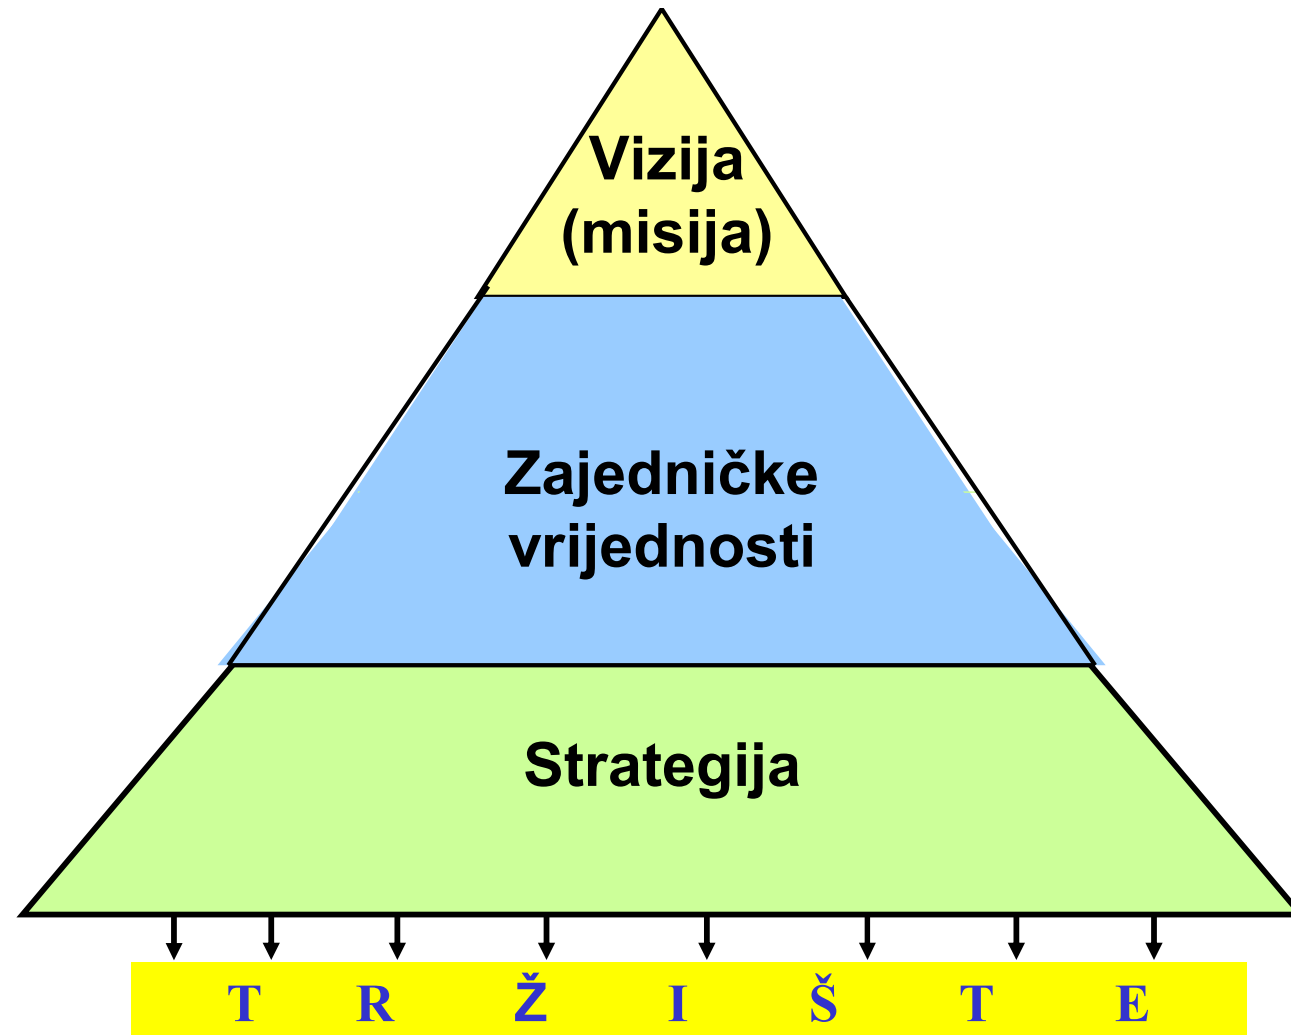 Vizija
(misija)
Zajedničke
vrijednosti
Strategija
T R Ž I Š T E